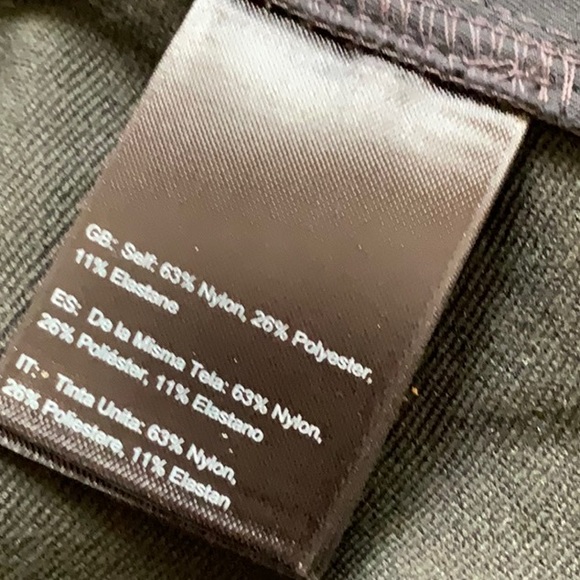 GB: Self: 63% Nylon, 26% Polyester,
11% Elastane
ES: De la Misma Tela: 63% Nylon,
26% Poliéster, 11% Elastano
IT: Tinta Unita: 63% Nylon,
26% Poliestere, 11% Elastan